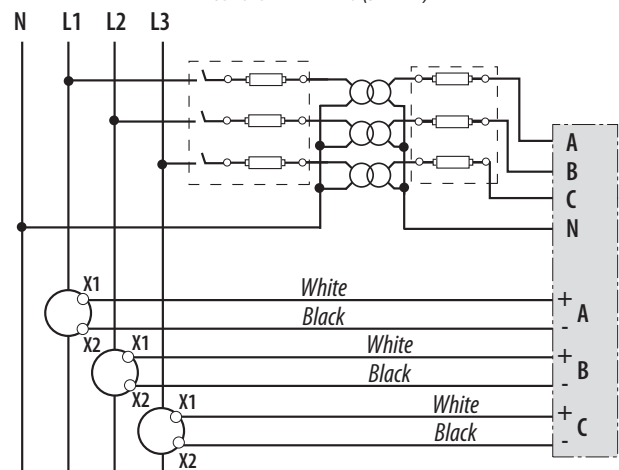 N L1 L2 L3
A
B
C
N
X1 White +
Black - A
X2 X1 White +
Black - B
X2 X1 White +
Black - C
X2